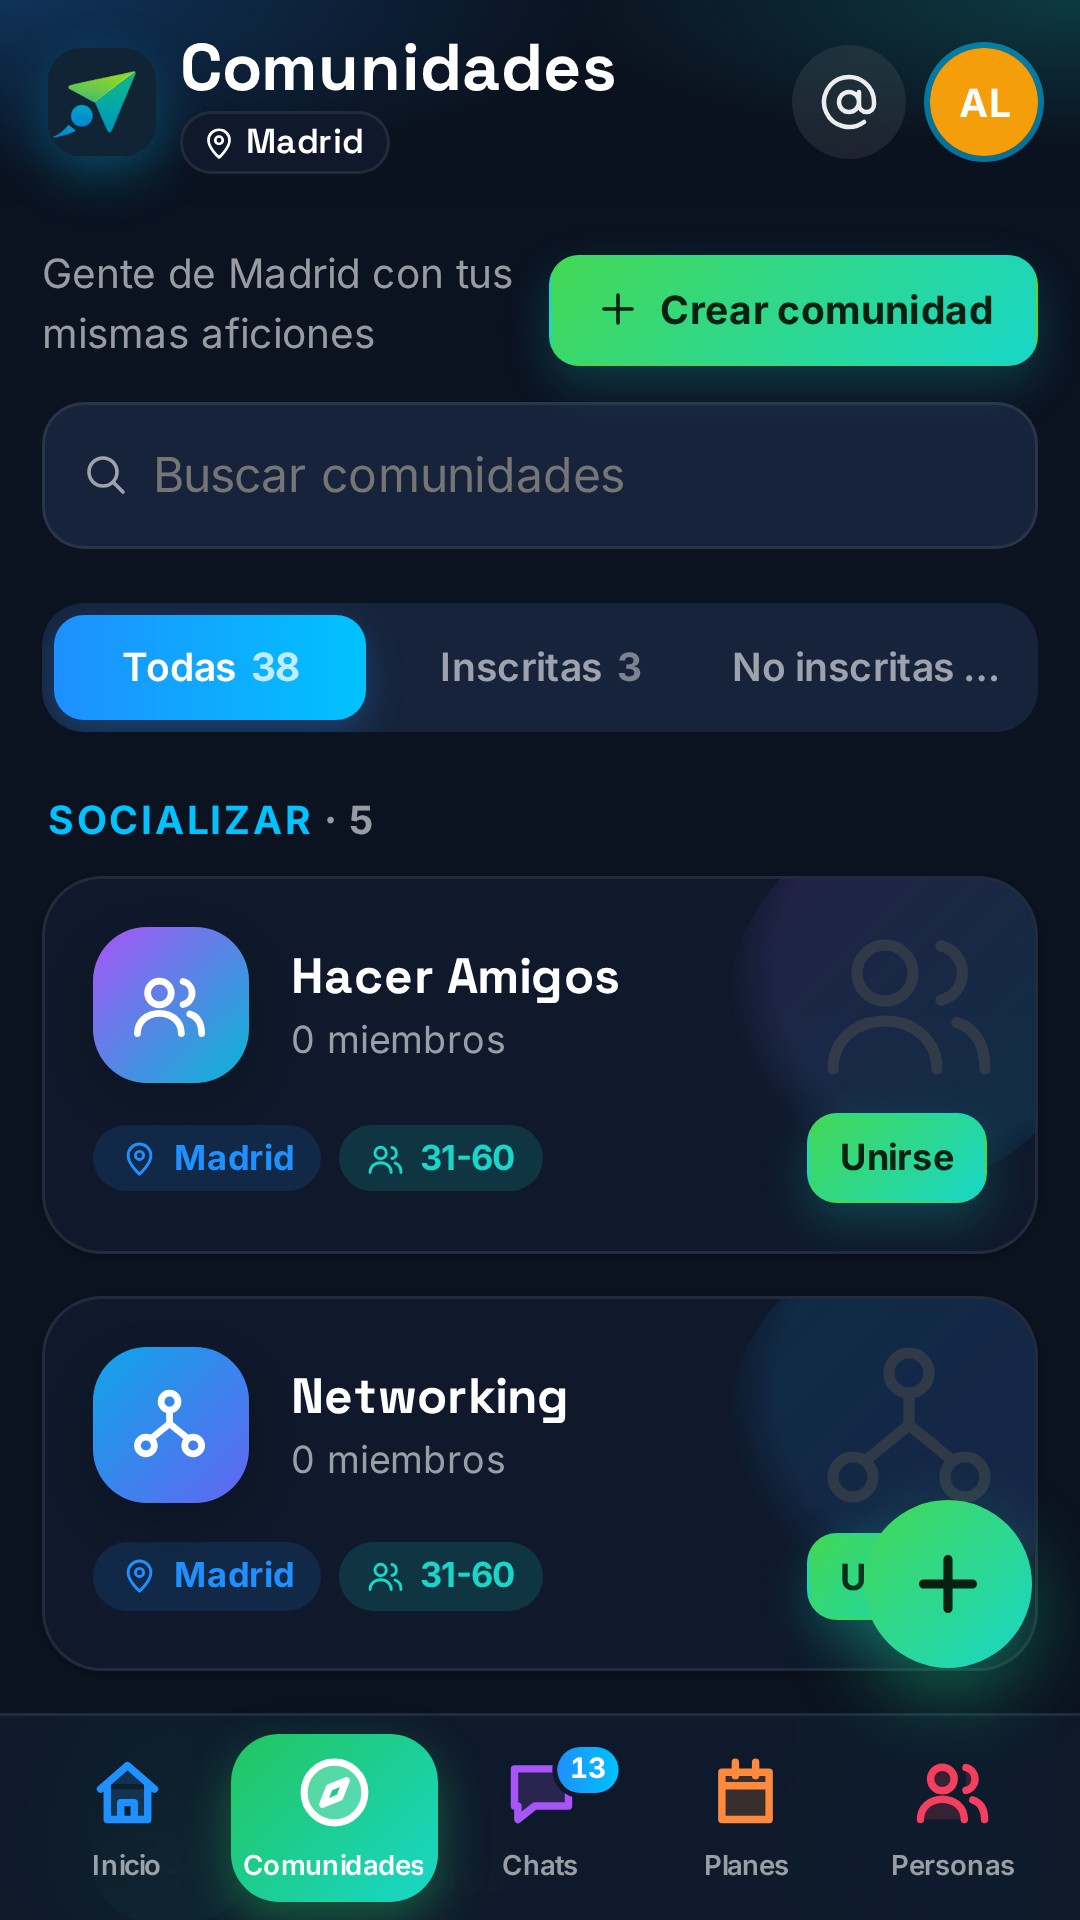 Comunidades
Madrid
@
AL
Gente de Madrid con tus
mismas aficiones
+ Crear comunidad
Buscar comunidades
Todas 38
Inscritas 3
No inscritas ...
SOCIALIZAR · 5
Hacer Amigos
0 miembros
Madrid
31-60
Unirse
Networking
0 miembros
Madrid
31-60
U
+
13
Inicio
Comunidades
Chats
Planes
Personas